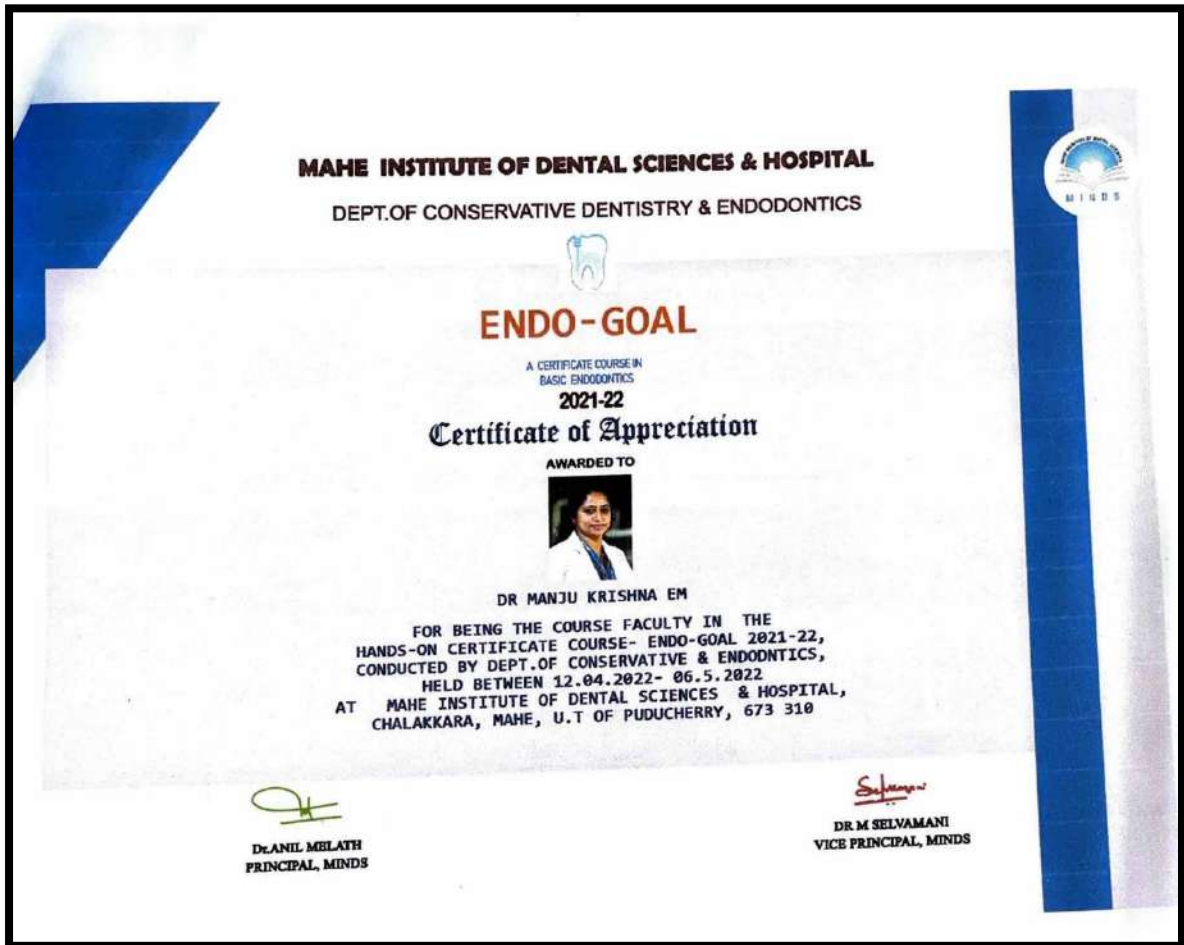 MAHE INSTITUTE OF DENTAL SCIENCES & HOSPITAL
DEPT.OF CONSERVATIVE DENTISTRY & ENDODONTICS
MINDS
ENDO-GOAL
A CERTIFICATE COURSE IN
BASIC ENDODONTICS
2021-22
Certificate of Appreciation
AWARDED TO
DR MANJU KRISHNA EM
FOR BEING THE COURSE FACULTY IN THE
HANDS-ON CERTIFICATE COURSE- ENDO-GOAL 2021-22,
CONDUCTED BY DEPT.OF CONSERVATIVE & ENDODNTICS,
HELD BETWEEN 12.04.2022- 06.5.2022
AT MAHE INSTITUTE OF DENTAL SCIENCES & HOSPITAL,
CHALAKKARA, MAHE, U.T OF PUDUCHERRY, 673 310
Dr.ANIL MELATH
PRINCIPAL, MINDS
DR M SELVAMANI
VICE PRINCIPAL, MINDS